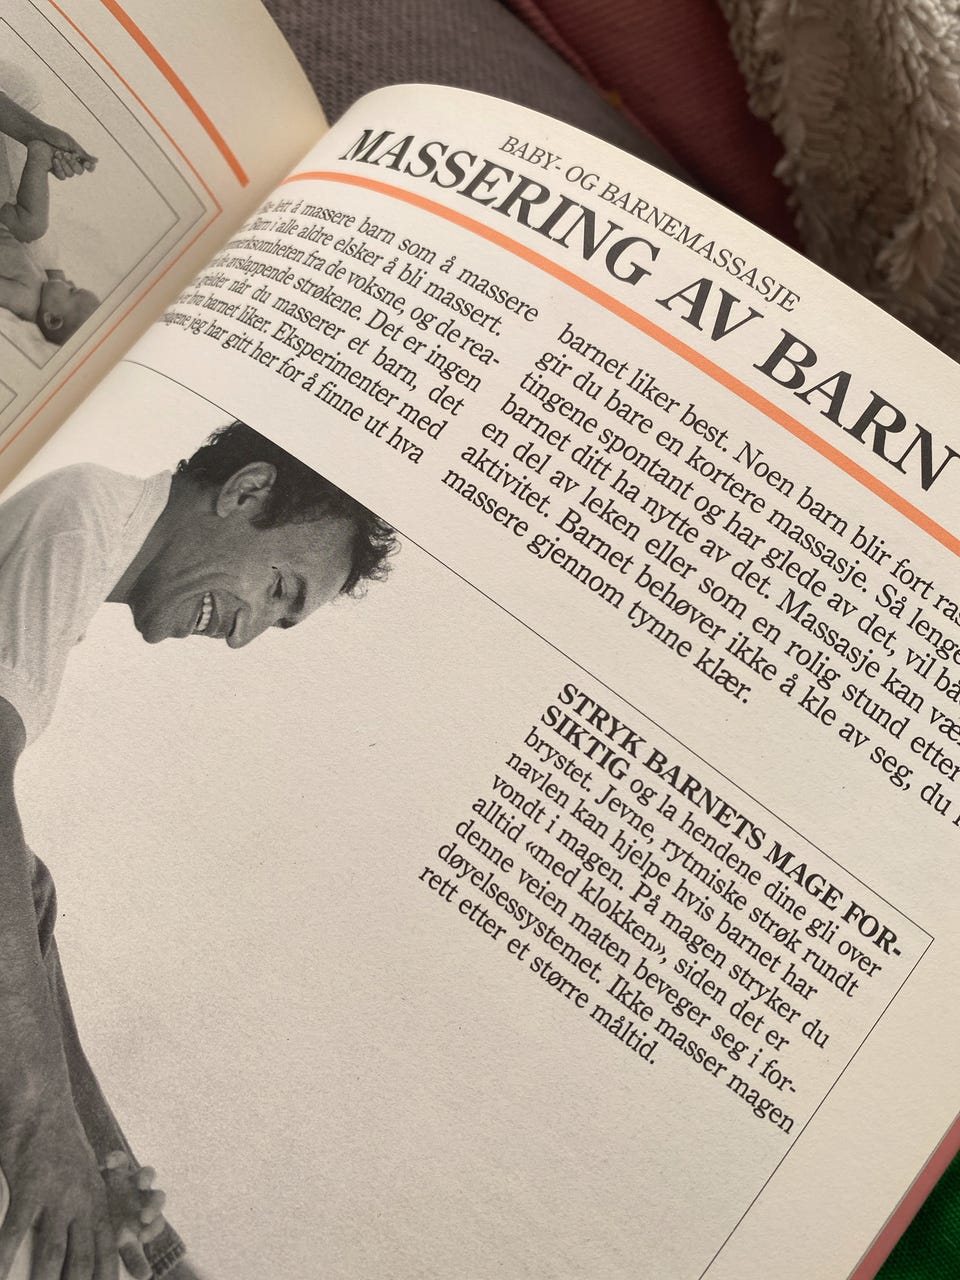 BABY- OG BARNEMASSASJE
MASSERING AV BARN
lett å massere barn som å massere
Barn i alle aldre elsker å bli massert.
fra de voksne, og de rea-
avslappende strøkene. Det er ingen
når du masserer et barn, det
hva barnet liker. Eksperimenter med
jeg har gitt her for å finne ut hva
barnet liker best. Noen barn blir fort
gir du bare en kortere massasje. Så lenge
tingene spontant og har glede av det, vil
barnet ditt ha nytte av det. Massasje kan
en del av leken eller som en rolig stund etter
aktivitet. Barnet behøver ikke å kle av seg, du
massere gjennom tynne klær.
STRYK BARNETS MAGE FOR-
SIKTIG og la hendene dine gli over
brystet. Jevne, rytmiske strøk rundt
navlen kan hjelpe hvis barnet har
vondt i magen. På magen stryker du
alltid «med klokken», siden det er
denne veien maten beveger seg i for-
døyelsessystemet. Ikke masser magen
rett etter et større måltid.